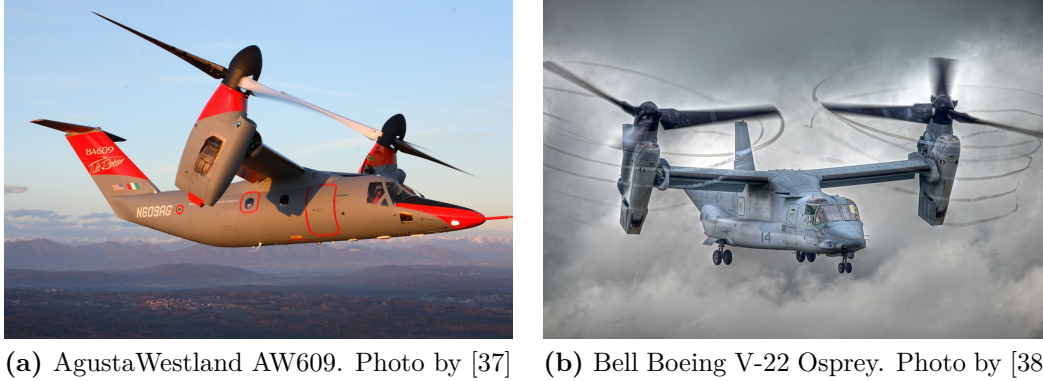 BA609
Tilt-Rotor
N609AG
14
(a) AgustaWestland AW609. Photo by [37]
(b) Bell Boeing V-22 Osprey. Photo by [38